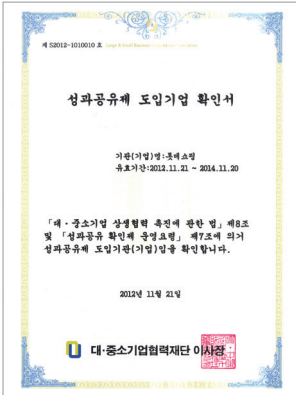 제 S2012-1010010 호
성과공유제 도입기업 확인서
기관(기업)명:롯데쇼핑
유효기간:2012.11.21 ~ 2014.11.20
「대·중소기업 상생협력 촉진에 관한 법」제8조
및 「성과공유 확인제 운영요령」 제7조에 의거
성과공유제 도입기관(기업)임을 확인합니다.
2012년 11월 21일
대·중소기업협력재단 이사장